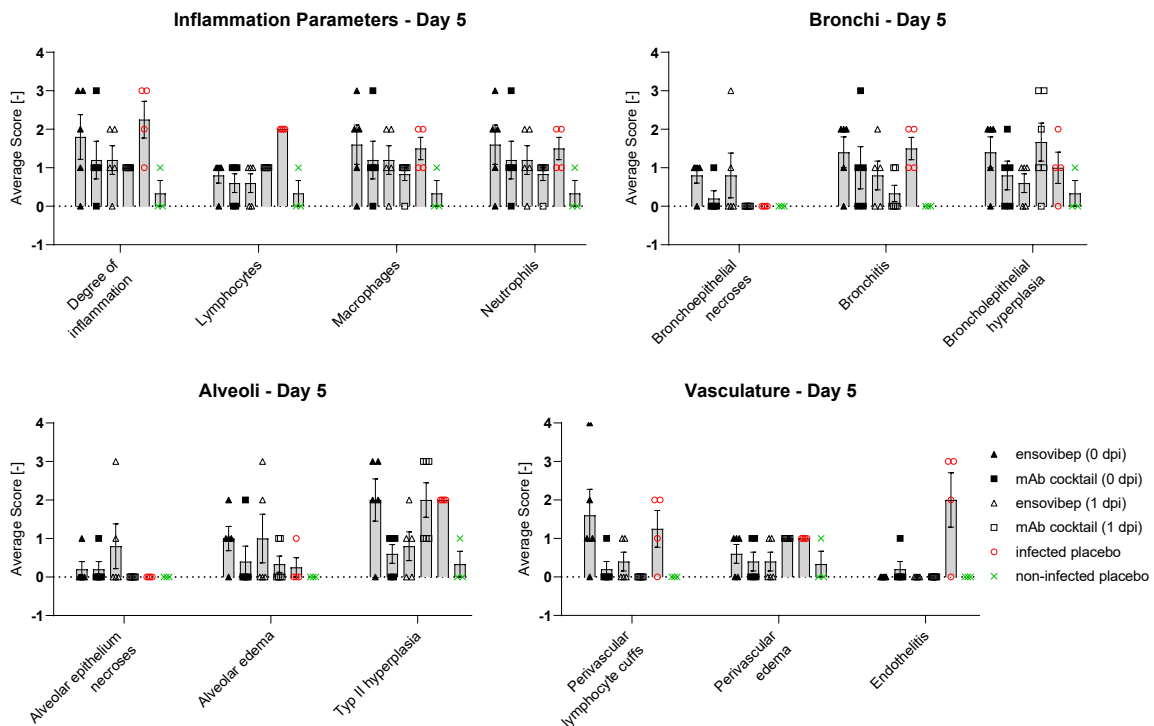 Inflammation Parameters - Day 5
Average Score [-]
4
3
2
1
0
-1
Degree of
inflammation
Lymphocytes
Macrophages
Neutrophils
Bronchi - Day 5
Average Score [-]
4
3
2
1
0
-1
Bronchoepithelial
necroses
Bronchitis
Broncholepithelial
hyperplasia
Alveoli - Day 5
Average Score [-]
4
3
2
1
0
-1
Alveolar epithelium
necroses
Alveolar edema
Typ II hyperplasia
Vasculature - Day 5
Average Score [-]
4
3
2
1
0
-1
Perivascular
lymphocyte cuffs
Perivascular
edema
Endothelitis
ensovibep (0 dpi)
mAb cocktail (0 dpi)
ensovibep (1 dpi)
mAb cocktail (1 dpi)
infected placebo
non-infected placebo